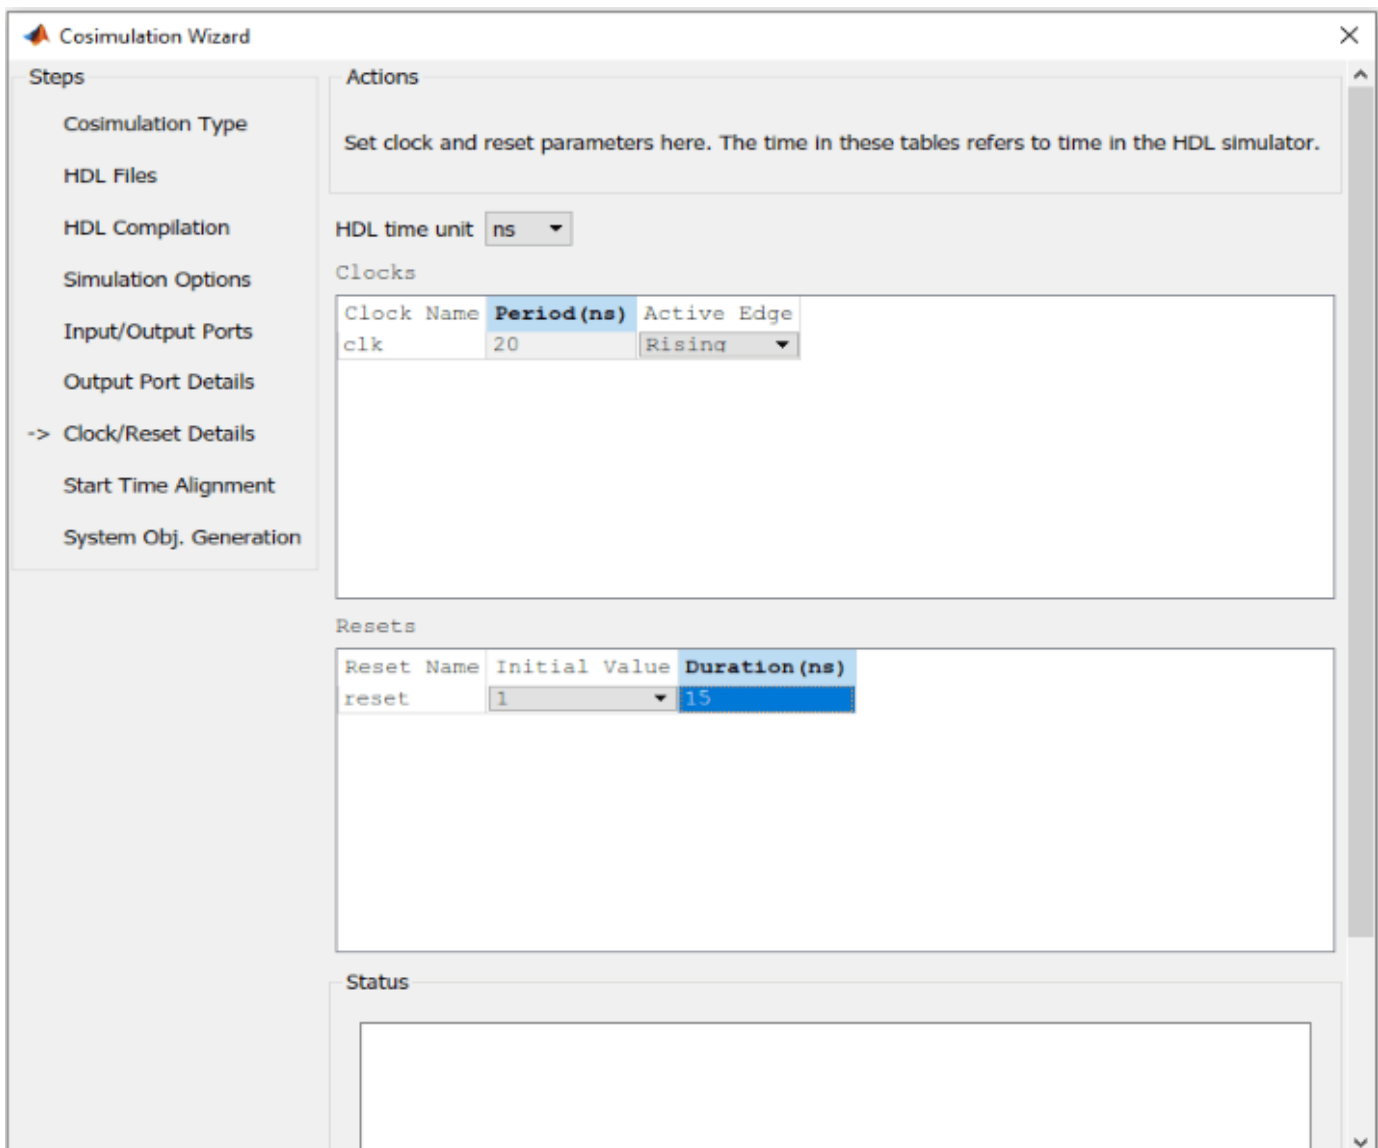 Cosimulation Wizard
Steps
Cosimulation Type
HDL Files
HDL Compilation
Simulation Options
Input/Output Ports
Output Port Details
-> Clock/Reset Details
Start Time Alignment
System Obj. Generation
Actions
Set clock and reset parameters here. The time in these tables refers to time in the HDL simulator.
HDL time unit ns
Clocks
Clock Name Period(ns) Active Edge
clk 20 Rising
Resets
Reset Name Initial Value Duration(ns)
reset 1 15
Status